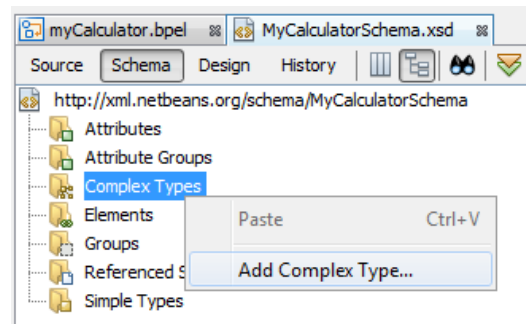 myCalculator.bpel MyCalculatorSchema.xsd
Source Schema Design History
http://xml.netbeans.org/schema/MyCalculatorSchema
Attributes
Attribute Groups
Complex Types
Elements Paste Ctrl+V
Groups
Referenced S Add Complex Type...
Simple Types